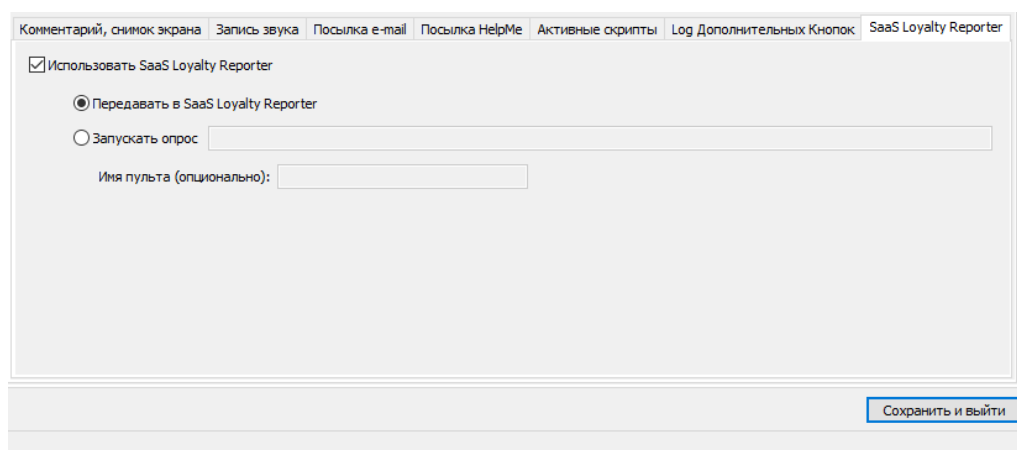 Комментарий, снимок экрана Запись звука Посылка e-mail Посылка HelpMe Активные скрипты Log Дополнительных Кнопок SaaS Loyalty Reporter
Использовать SaaS Loyalty Reporter
Передавать в SaaS Loyalty Reporter
Запускать опрос
Имя пульта (опционально):
Сохранить и выйти